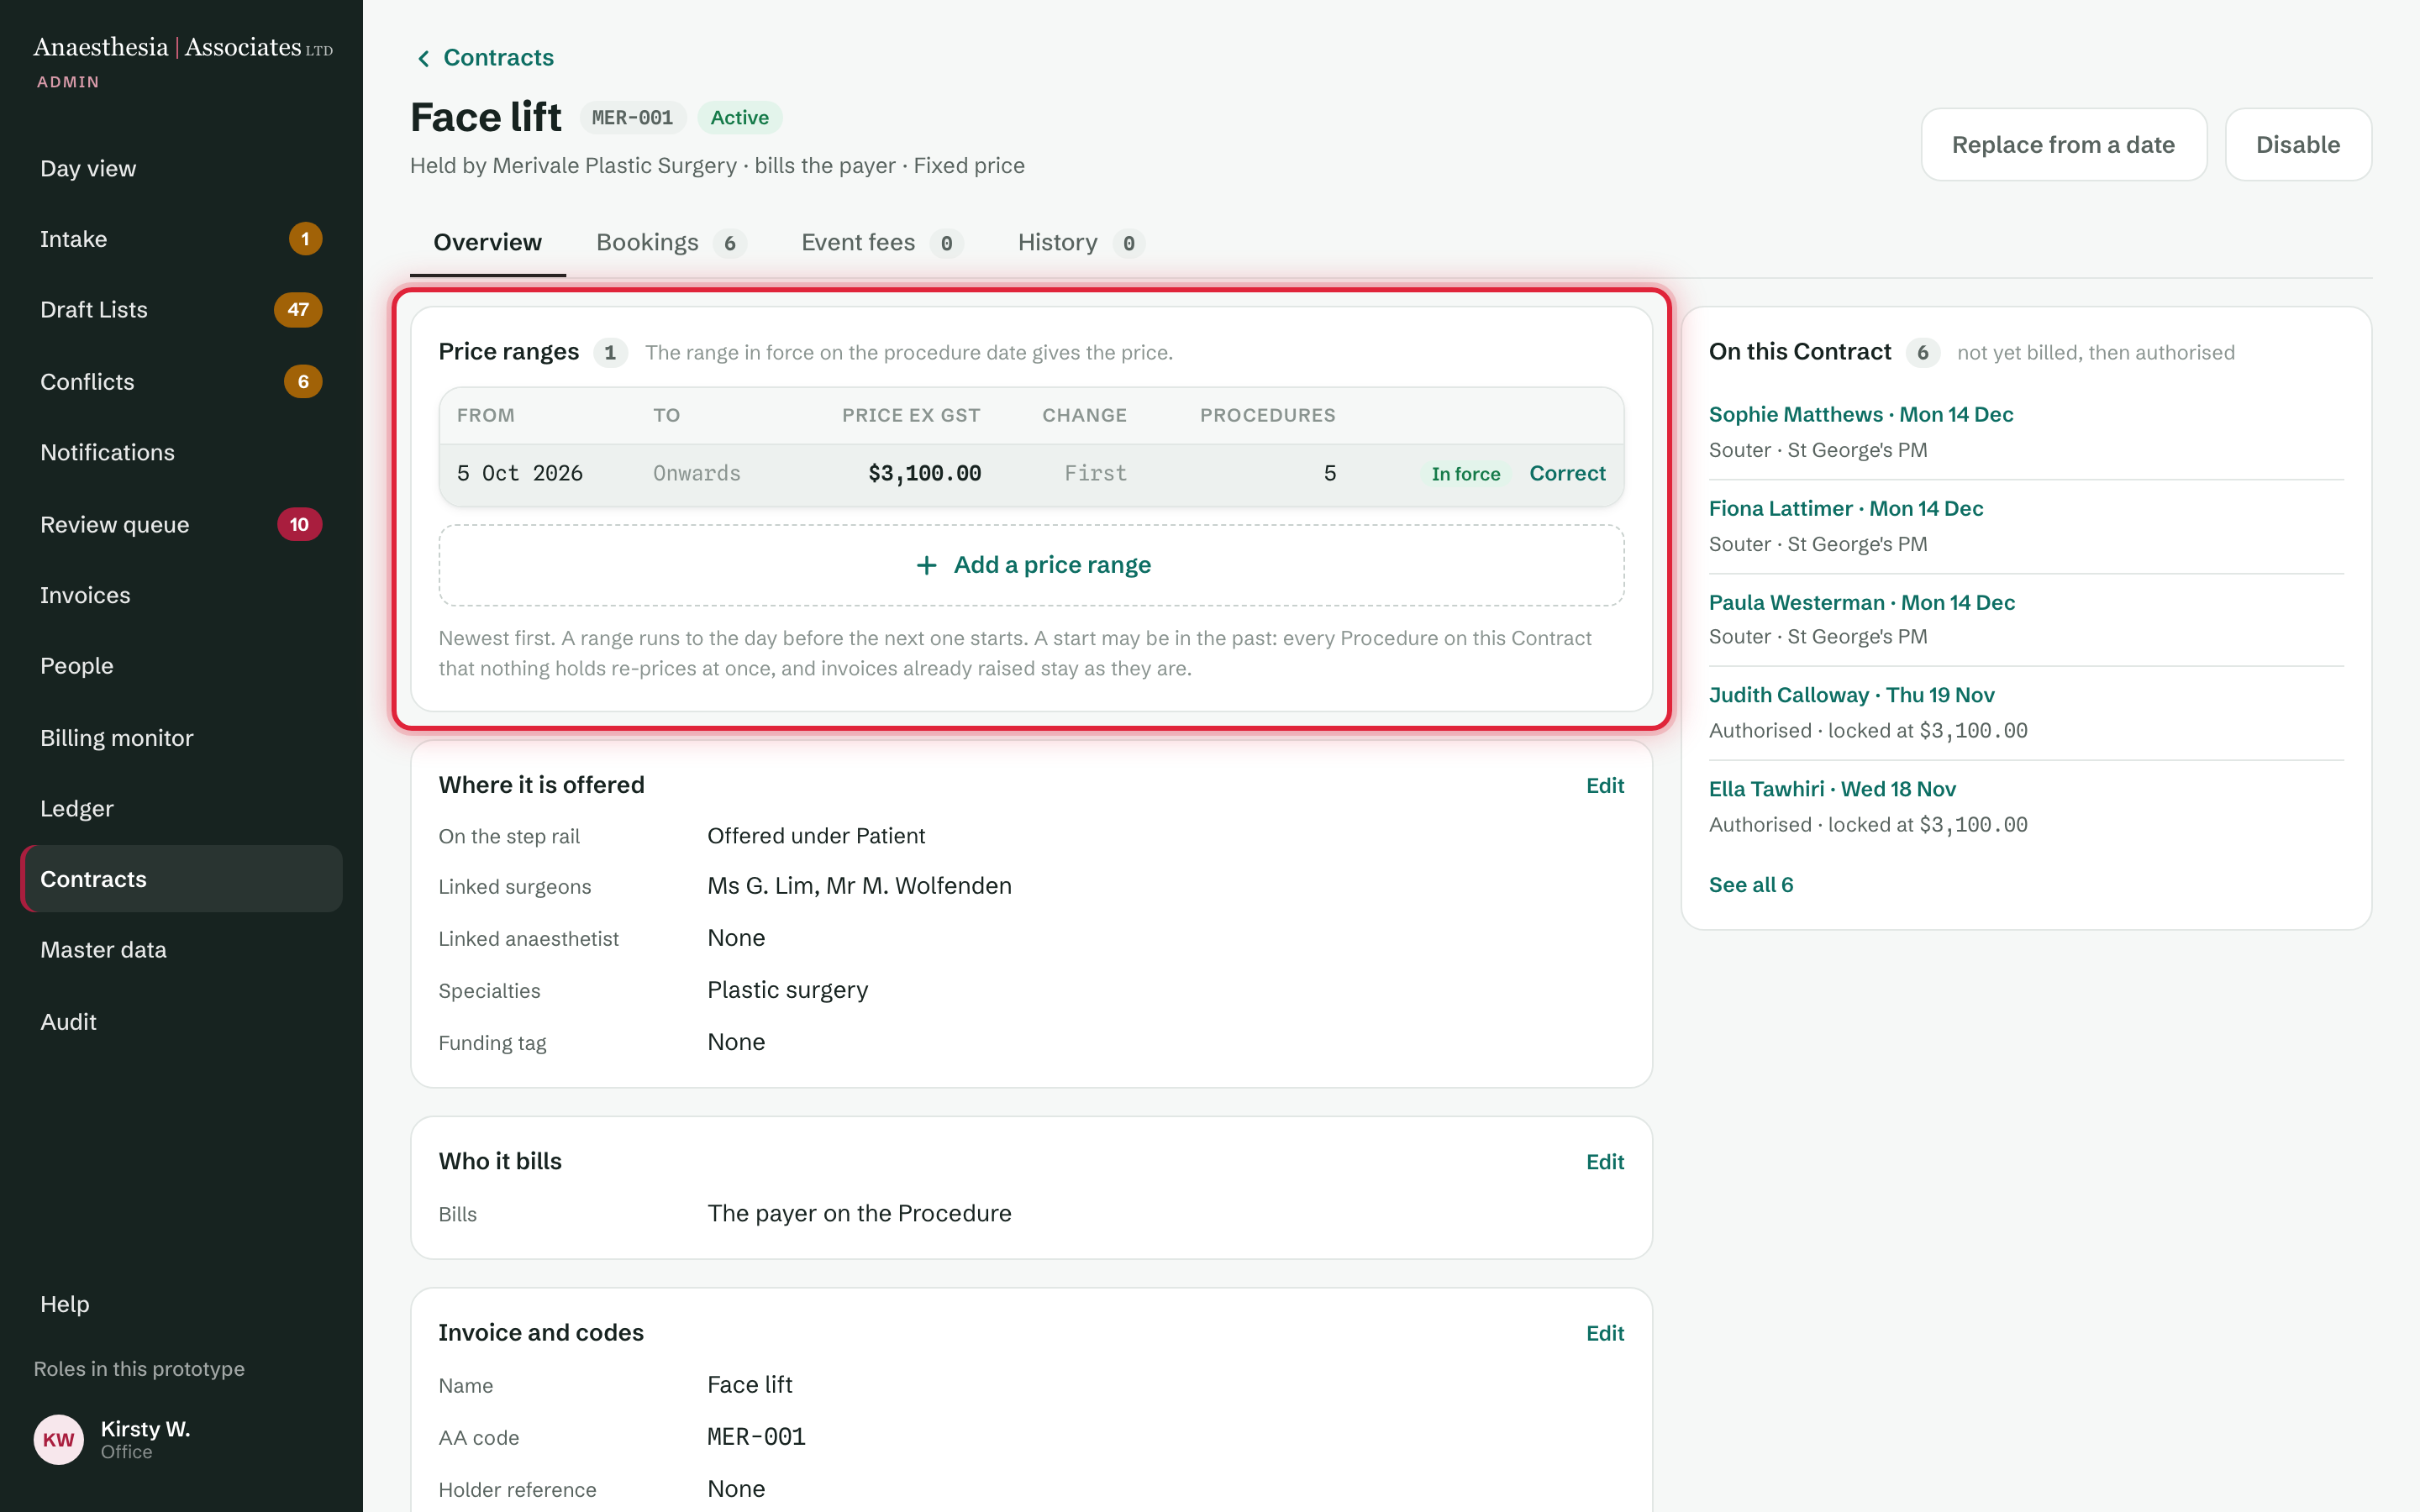 Anaesthesia | Associates LTD
ADMIN
Day view
Intake 1
Draft Lists 47
Conflicts 6
Notifications
Review queue 10
Invoices
People
Billing monitor
Ledger
Contracts
Master data
Audit
Help
Roles in this prototype
KW Kirsty W.
Office
Contracts
Face lift MER-001 Active
Held by Merivale Plastic Surgery · bills the payer · Fixed price
Replace from a date Disable
Overview Bookings 6 Event fees 0 History 0
Price ranges 1 The range in force on the procedure date gives the price.
FROM TO PRICE EX GST CHANGE PROCEDURES
5 Oct 2026 Onwards $3,100.00 First 5 In force Correct
+ Add a price range
Newest first. A range runs to the day before the next one starts. A start may be in the past: every Procedure on this Contract
that nothing holds re-prices at once, and invoices already raised stay as they are.
Where it is offered Edit
On the step rail Offered under Patient
Linked surgeons Ms G. Lim, Mr M. Wolfenden
Linked anaesthetist None
Specialties Plastic surgery
Funding tag None
Who it bills Edit
Bills The payer on the Procedure
Invoice and codes Edit
Name Face lift
AA code MER-001
Holder reference None
On this Contract 6 not yet billed, then authorised
Sophie Matthews · Mon 14 Dec
Souter · St George's PM
Fiona Lattimer · Mon 14 Dec
Souter · St George's PM
Paula Westerman · Mon 14 Dec
Souter · St George's PM
Judith Calloway · Thu 19 Nov
Authorised · locked at $3,100.00
Ella Tawhiri · Wed 18 Nov
Authorised · locked at $3,100.00
See all 6